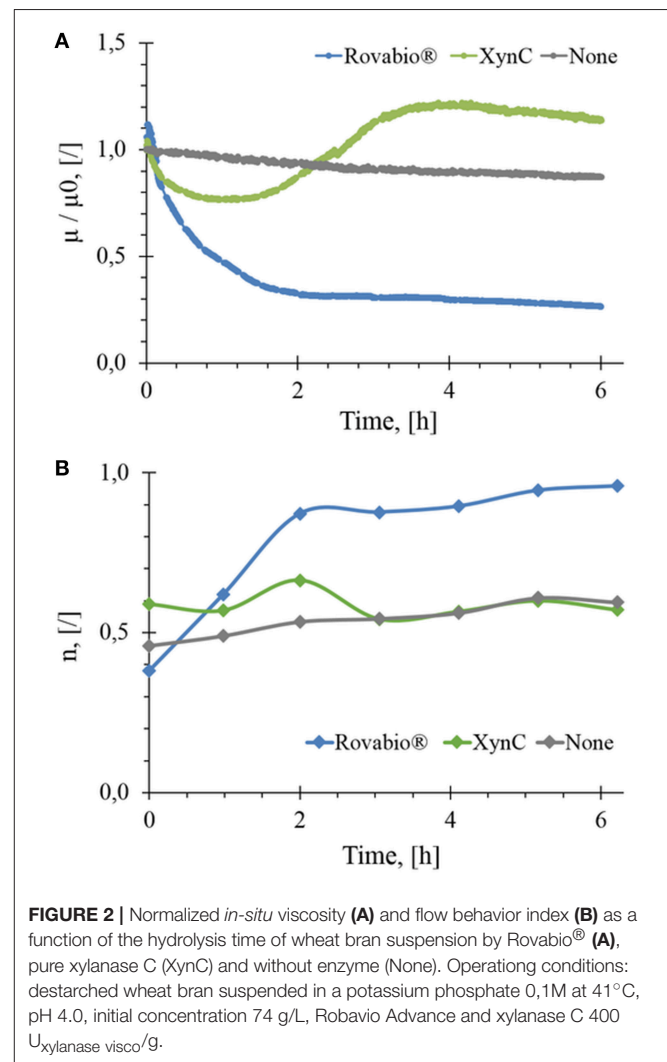 A
1,5
Rovabio® XynC None
1,0
0,5
0,0
μ / μ0, [/]
0 2 4 6
Time, [h]
B
1,0
0,5
0,0
n, [/]
Rovabio® XynC None
0 2 4 6
Time, [h]
FIGURE 2 | Normalized in-situ viscosity (A) and flow behavior index (B) as a
function of the hydrolysis time of wheat bran suspension by Rovabio® (A),
pure xylanase C (XynC) and without enzyme (None). Operationg conditions:
destarched wheat bran suspended in a potassium phosphate 0,1M at 41°C,
pH 4.0, initial concentration 74 g/L, Robavio Advance and xylanase C 400
Uxylanase visco/g.